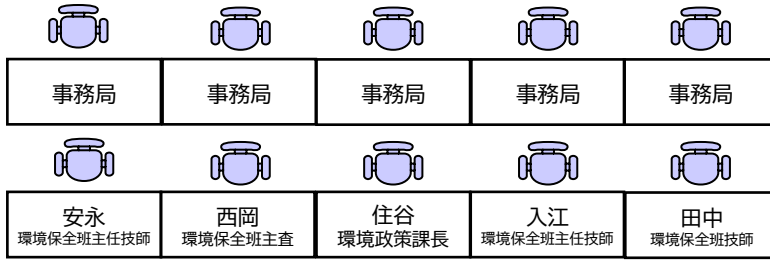 事務局
事務局
事務局
事務局
事務局
安永
環境保全班主任技師
西岡
環境保全班主査
住谷
環境政策課長
入江
環境保全班主任技師
田中
環境保全班技師